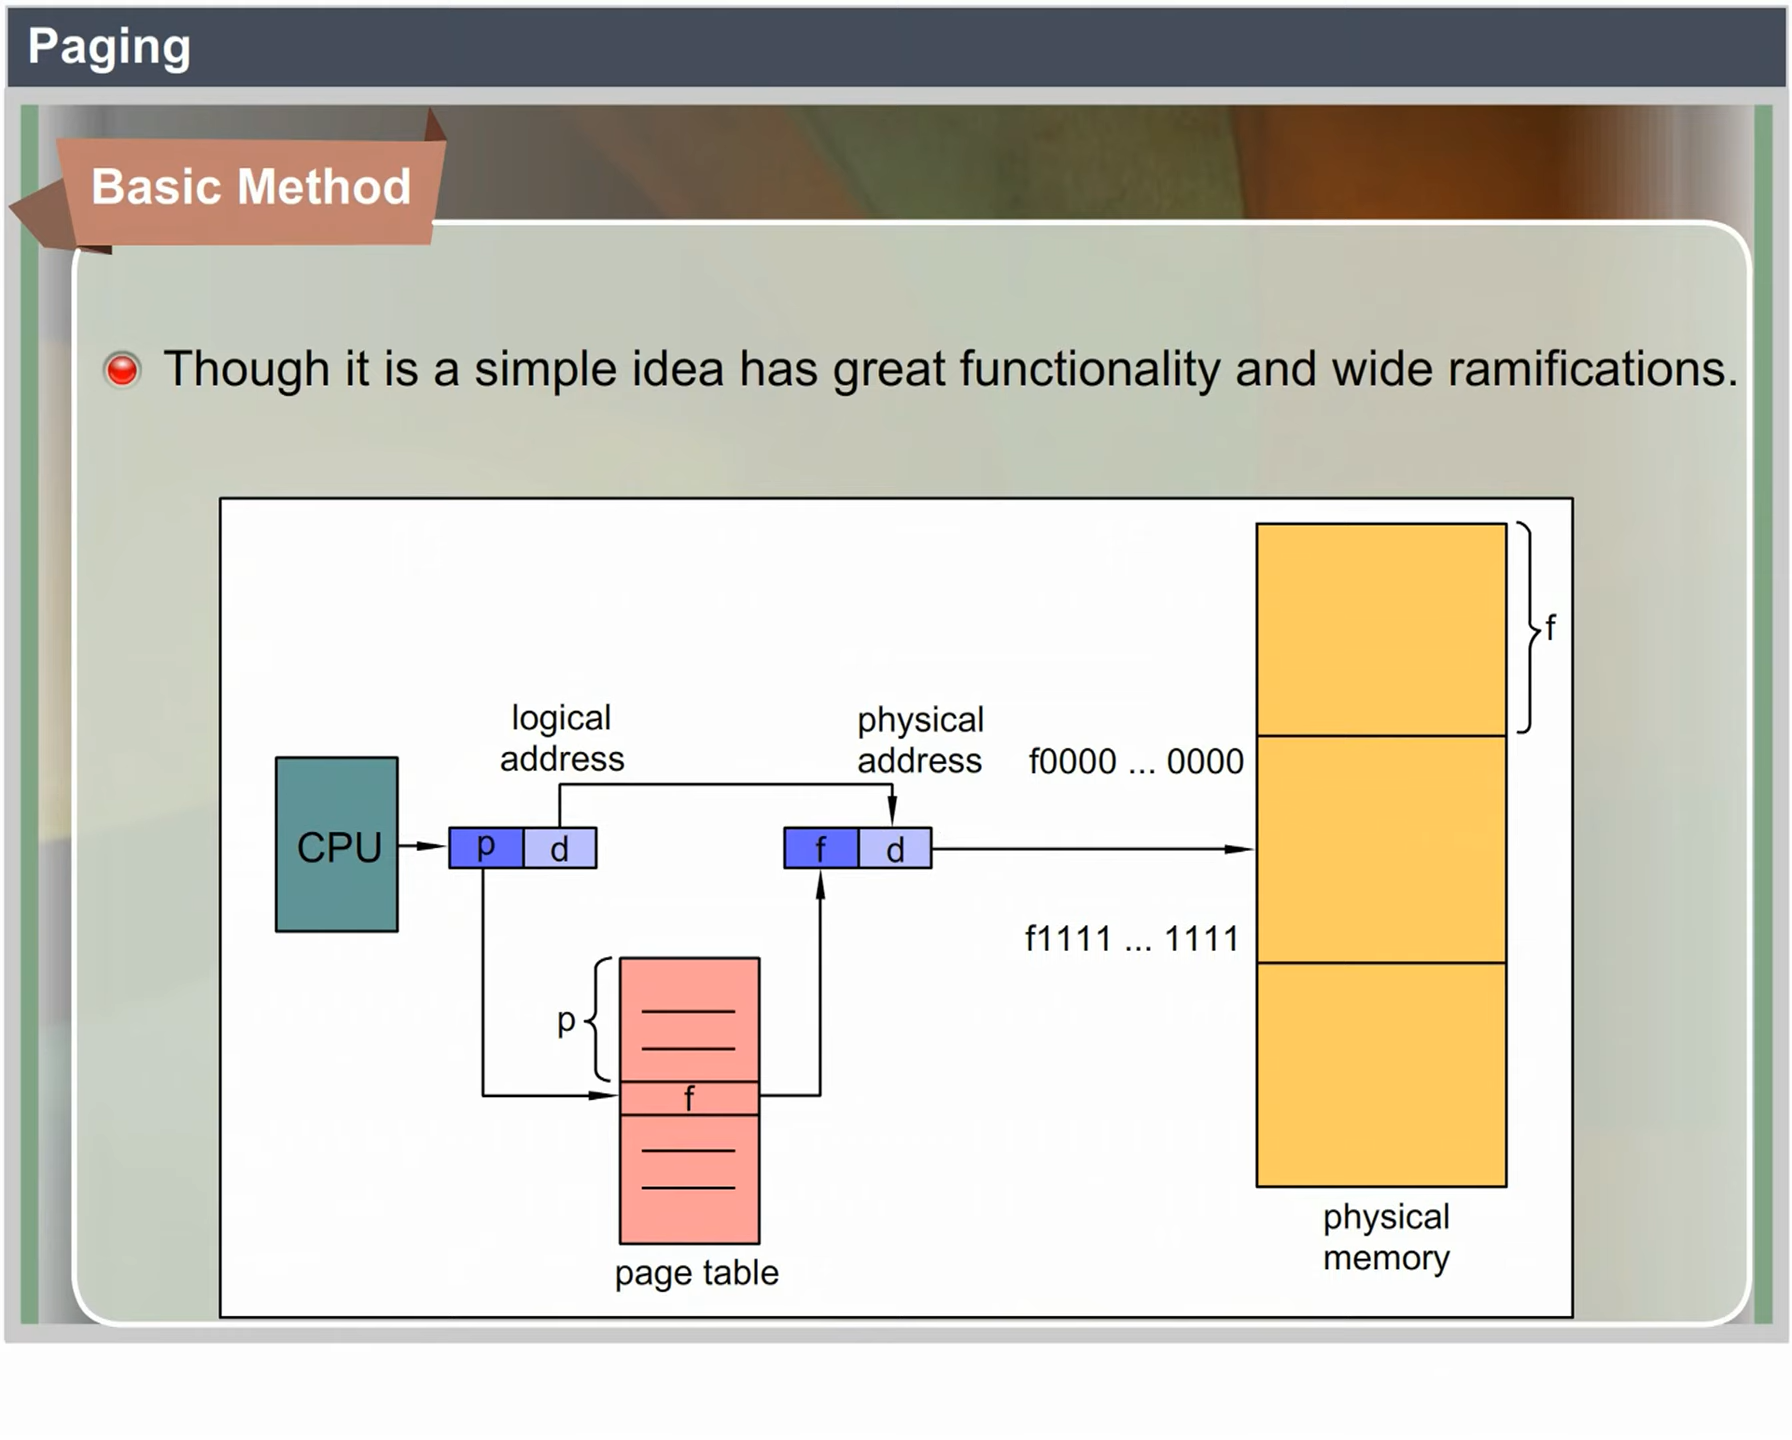 Paging
Basic Method
Though it is a simple idea has great functionality and wide ramifications.
f
logical
address
physical
address
f0000 ... 0000
CPU
p d
f d
f1111 ... 1111
p
f
page table
physical
memory